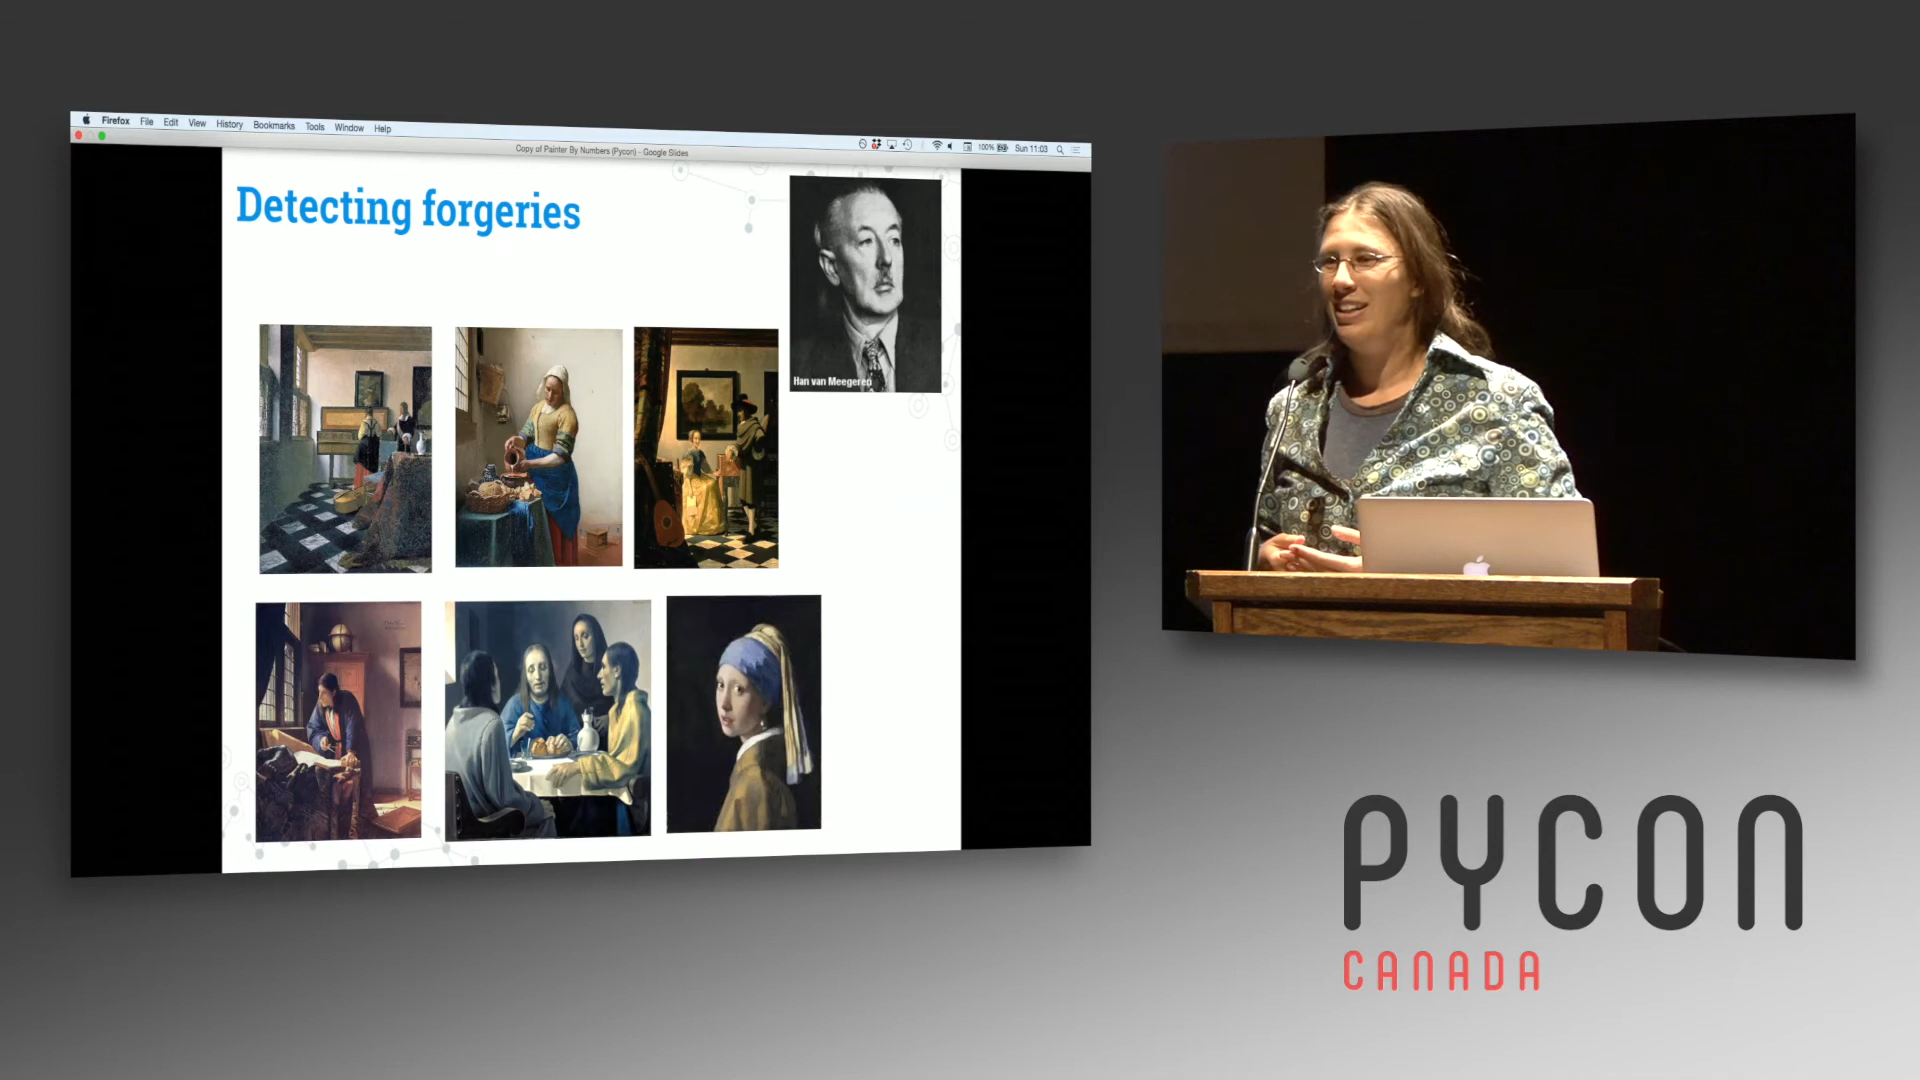 Firefox File Edit View History Bookmarks Tools Window Help
100% Sun 11:03
Copy of Painter By Numbers (Pycon) - Google Slides
Detecting forgeries
Han van Meegeren
PYCON
CANADA